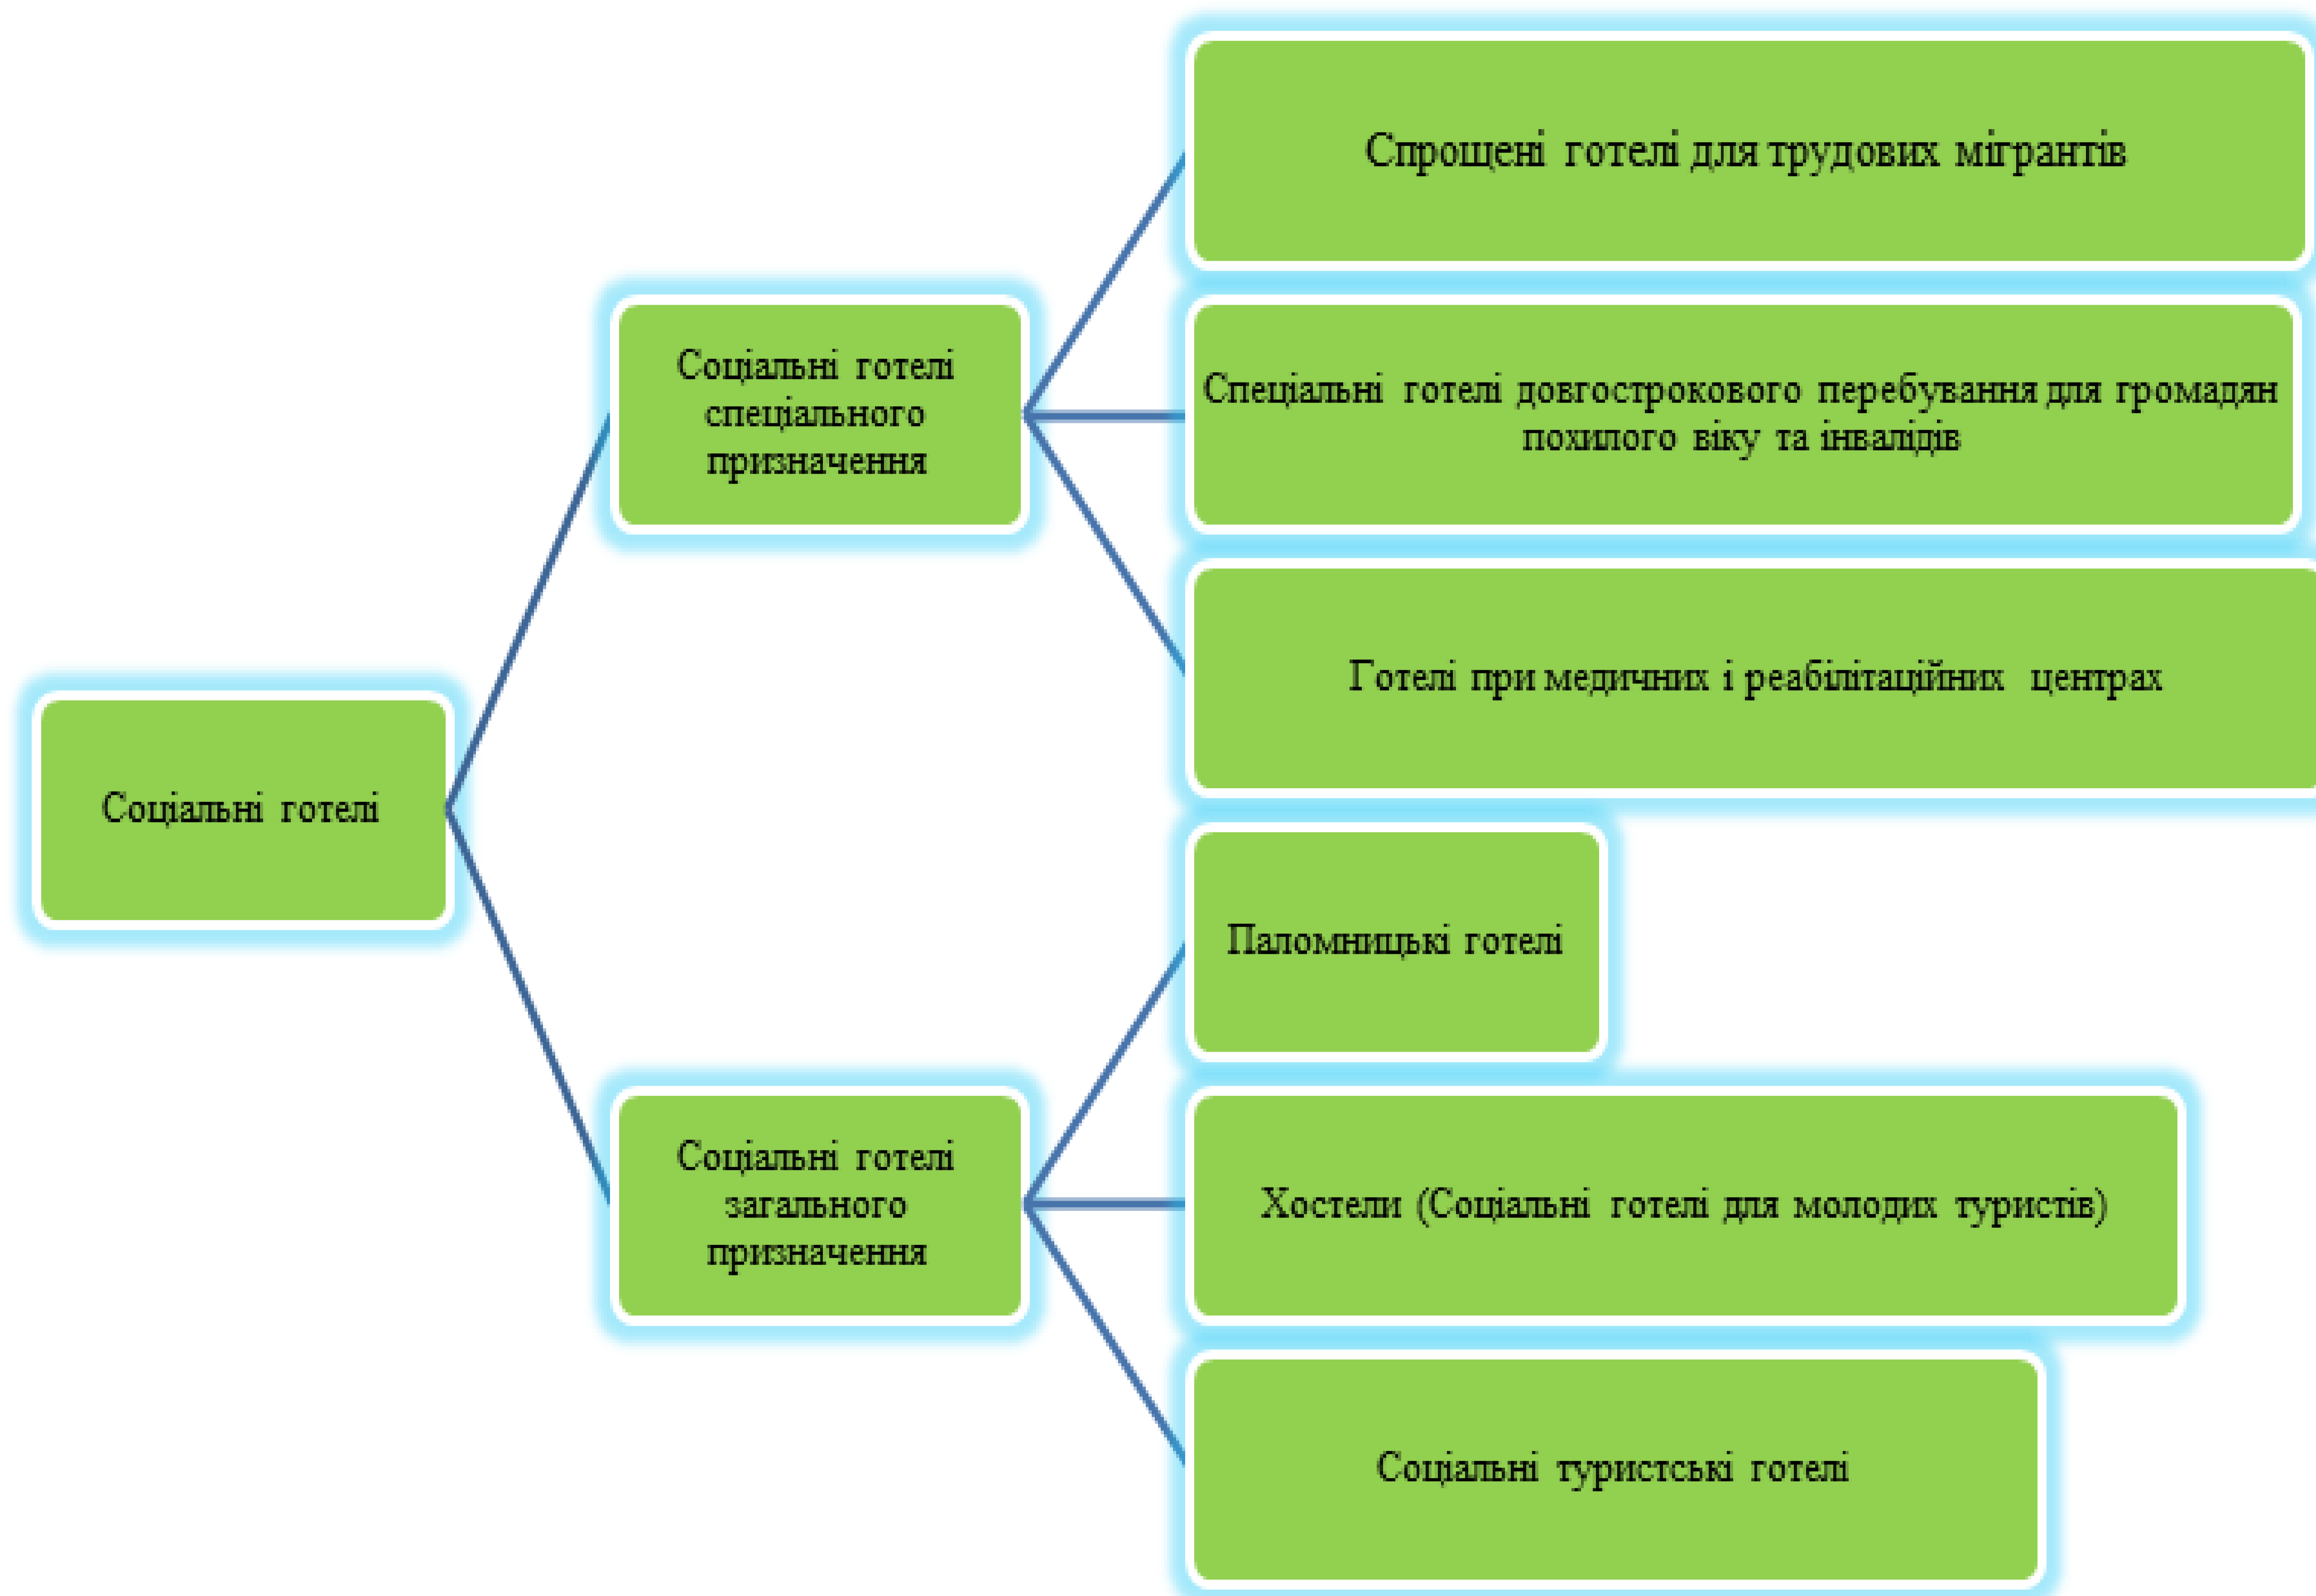 Соціальні готелі
Соціальні готелі
спеціального
призначення
Спрощені готелі для трудових мігрантів
Спеціальні готелі довгострокового перебування для громадян
похилого віку та інвалідів
Готелі при медичних і реабілітаційних центрах
Соціальні готелі
загального
призначення
Паломницькі готелі
Хостели (Соціальні готелі для молодих туристів)
Соціальні туристські готелі